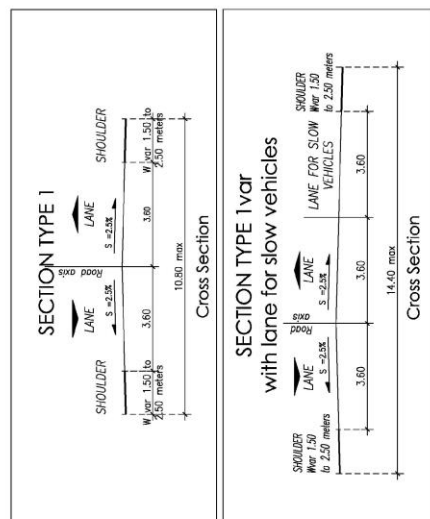 SECTION TYPE 1
SHOULDER
LANE
LANE
SHOULDER
S =2.5%
S =2.5%
Road axis
W var 1.50 to
2.50 meters
3.60
3.60
W var 1.50 to
2.50 meters
10.80 max
Cross Section
SECTION TYPE 1var
with lane for slow vehicles
SHOULDER
Wvar 1.50
to 2.50 meters
LANE
Road
axis
LANE
LANE FOR SLOW
VEHICLES
SHOULDER
Wvar 1.50
to 2.50 meters
S =2.5%
S =2.5%
3.60
3.60
3.60
14.40 max
Cross Section